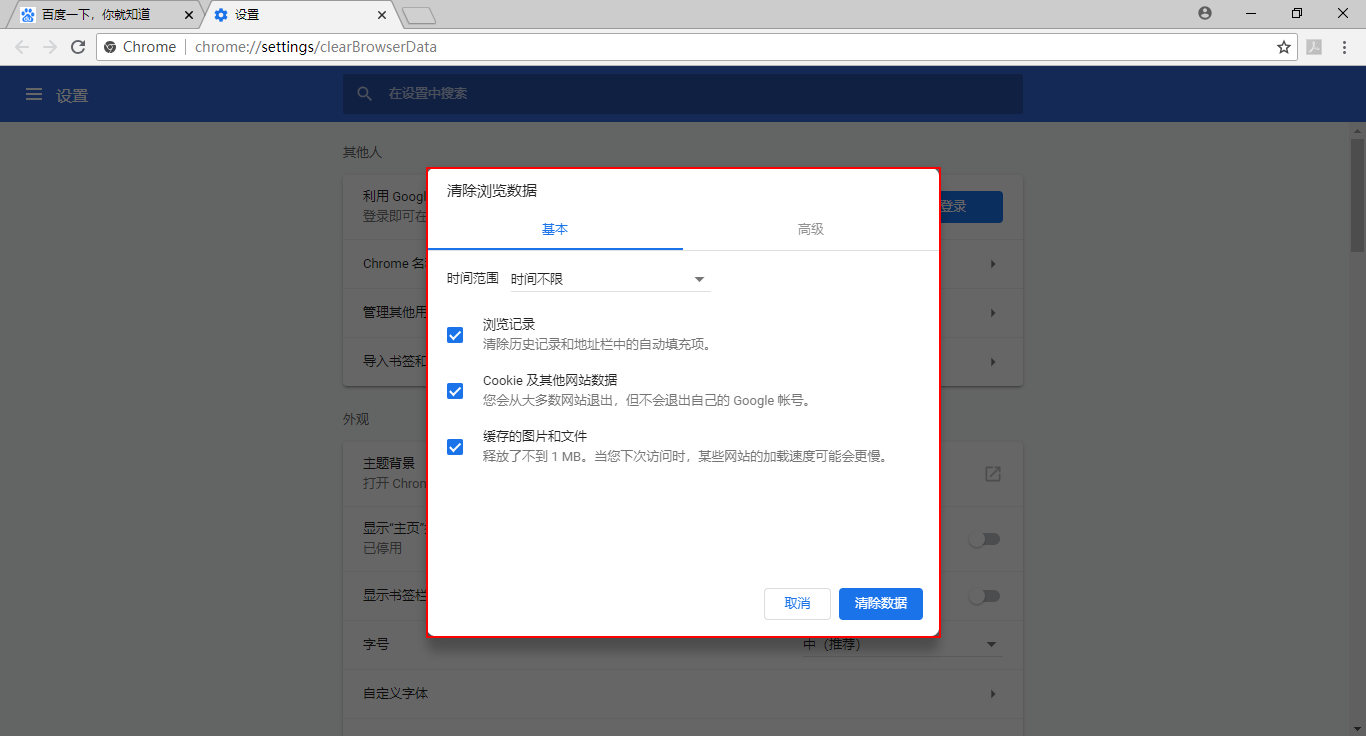 百度一下，你就知道
设置
Chrome
chrome://settings/clearBrowserData
设置
在设置中搜索
其他人
利用 Googl
登录即可在
登录
Chrome 名
管理其他用
导入书签和
外观
主题背景
打开 Chrom
显示“主页”
已停用
显示书签栏
字号
中（推荐）
自定义字体
清除浏览数据
基本
高级
时间范围
时间不限
浏览记录
清除历史记录和地址栏中的自动填充项。
Cookie 及其他网站数据
您会从大多数网站退出，但不会退出自己的 Google 帐号。
缓存的图片和文件
释放了不到 1 MB。当您下次访问时，某些网站的加载速度可能会更慢。
取消
清除数据